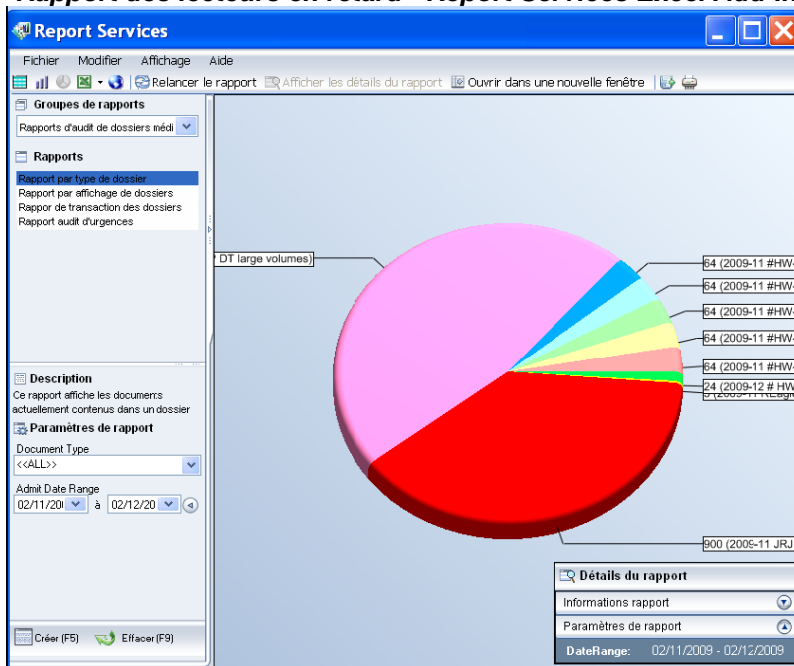 Report Services
Fichier Modifier Affichage Aide
Relancer le rapport Afficher les détails du rapport Ouvrir dans une nouvelle fenêtre
Groupes de rapports
Rapports d'audit de dossiers médi
Rapports
Rapport par type de dossier
Rapport par affichage de dossiers
Rappor de transaction des dossiers
Rapport audit d'urgences
DT large volumes)
64 (2009-11 #HW-
64 (2009-11 #HW-
64 (2009-11 #HW-
64 (2009-11 #HW-
64 (2009-11 #HW-
24 (2009-12 # HW
900 (2009-11 JRJ
Description
Ce rapport affiche les documents
actuellement contenus dans un dossier
Paramètres de rapport
Document Type
<<ALL>>
Admit Date Range
02/11/20 à 02/12/20
Créer (F5) Effacer (F9)
Détails du rapport
Informations rapport
Paramètres de rapport
DateRange: 02/11/2009 - 02/12/2009